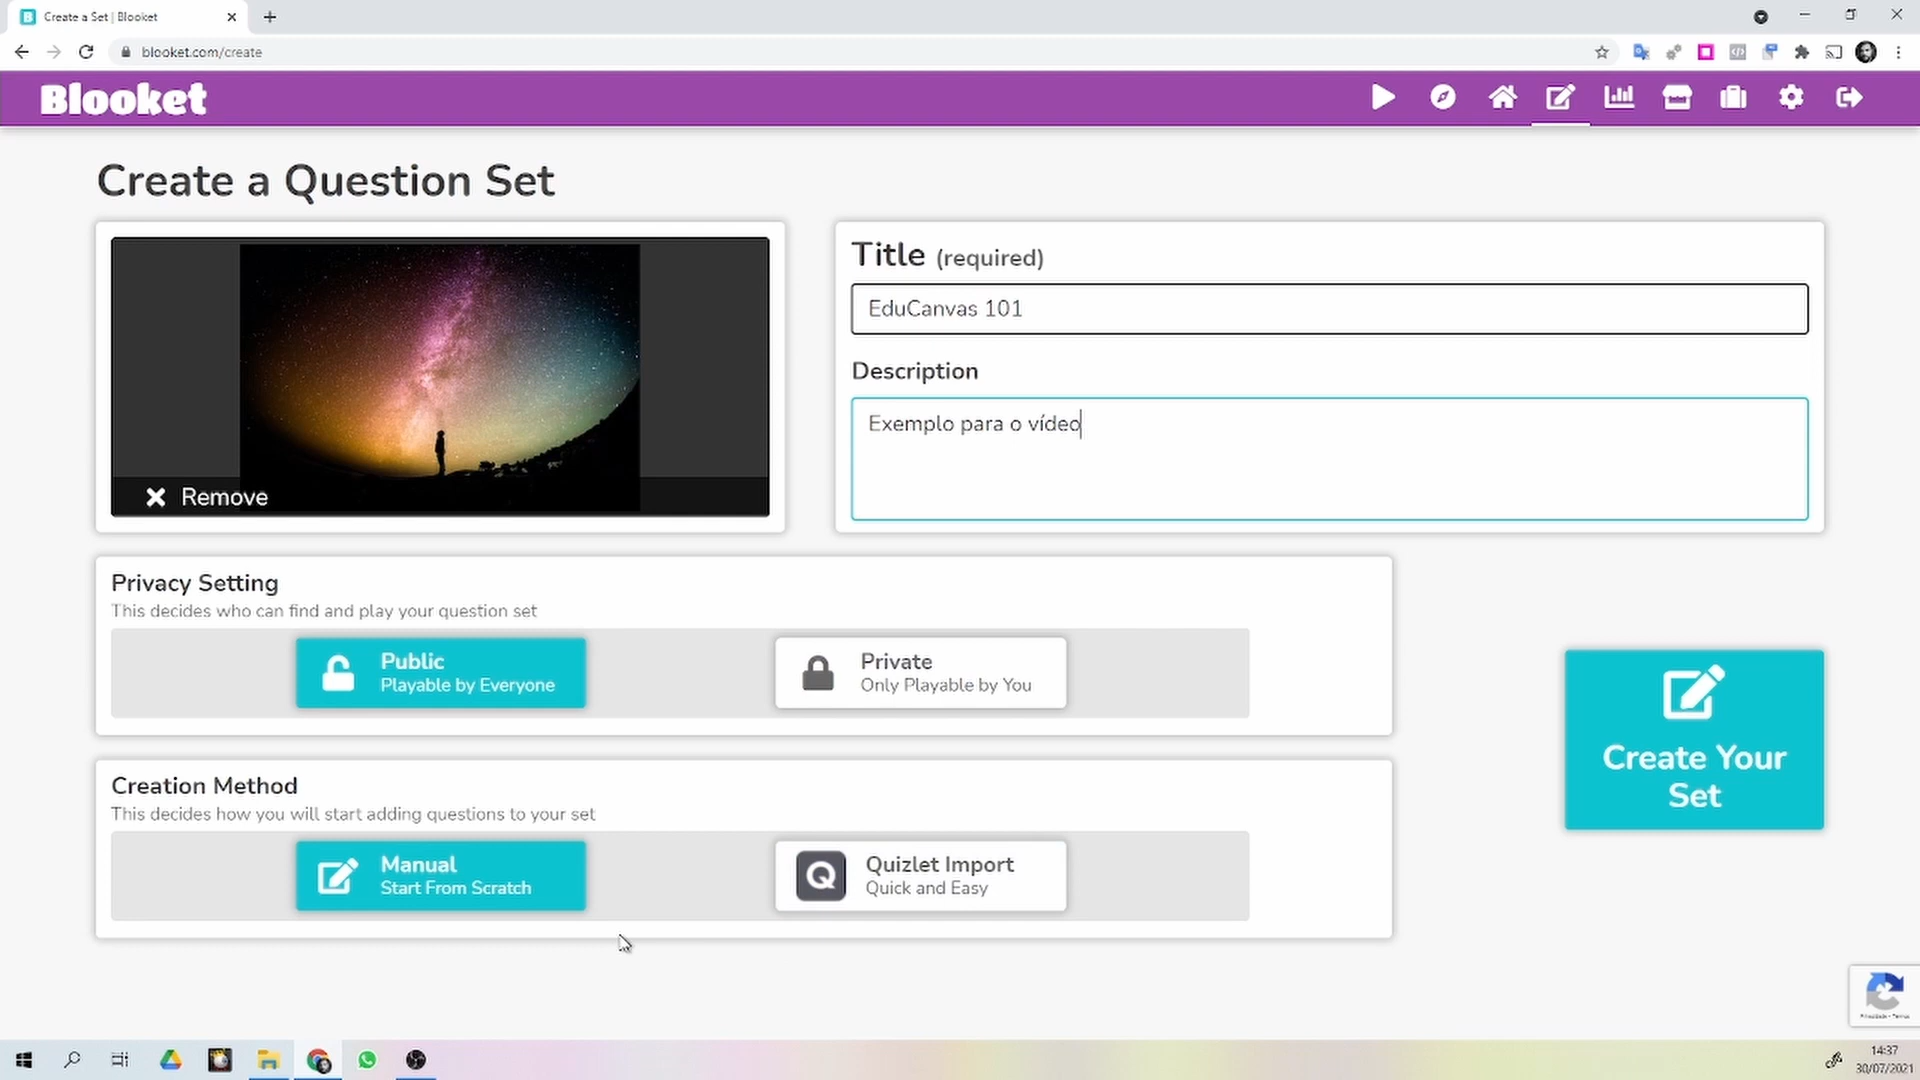 Create a Set | Blooket
blooket.com/create
Blooket
Create a Question Set
Remove
Title (required)
EduCanvas 101
Description
Exemplo para o vídeo
Privacy Setting
This decides who can find and play your question set
Public
Playable by Everyone
Private
Only Playable by You
Creation Method
This decides how you will start adding questions to your set
Manual
Start From Scratch
Q
Quizlet Import
Quick and Easy
Create Your
Set
Privacidade - Termos
14:37
30/07/2021